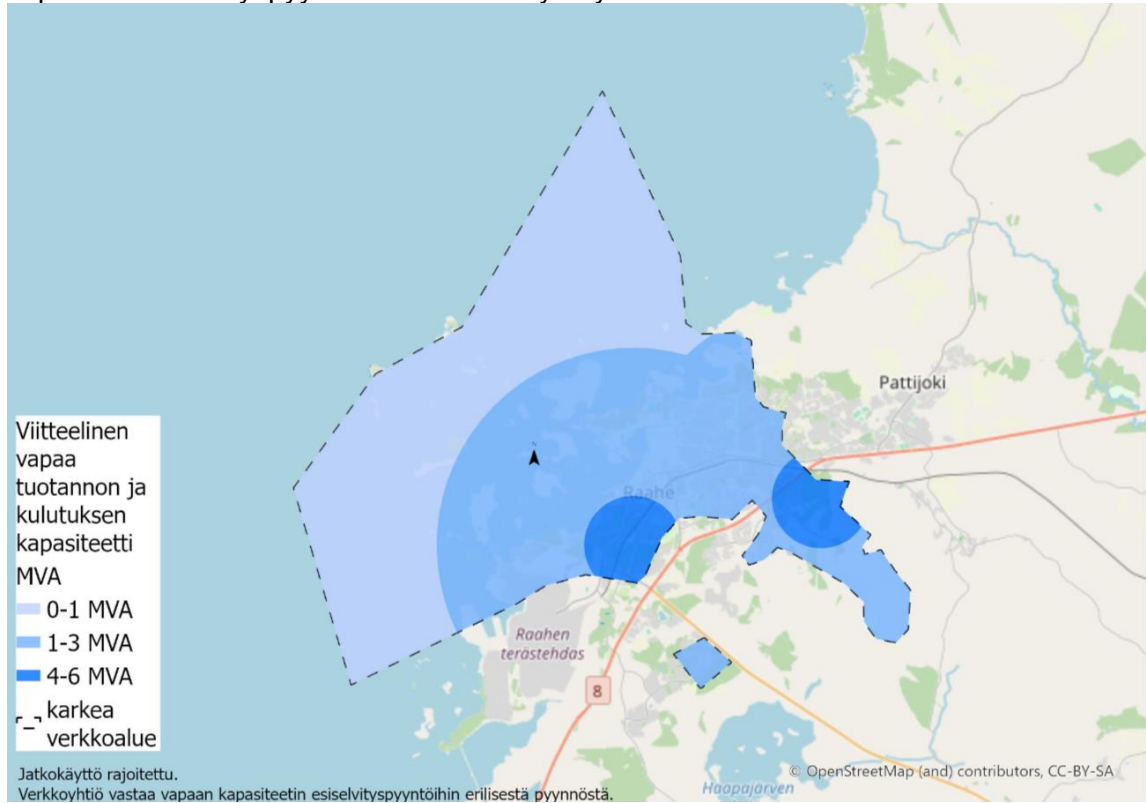 Pattijoki
Raahe
Raahen
terästehdas
8
Haapajärven
Viitteelinen
vapaa
tuotannon ja
kulutuksen
kapasiteetti
MVA
0-1 MVA
1-3 MVA
4-6 MVA
karkea
verkkoalue
Jatkokäyttö rajoitettu.
© OpenStreetMap (and) contributors, CC-BY-SA
Verkkoyhtiö vastaa vapaan kapasiteetin esiselvityspyyntöihin erilisestä pyynnöstä.